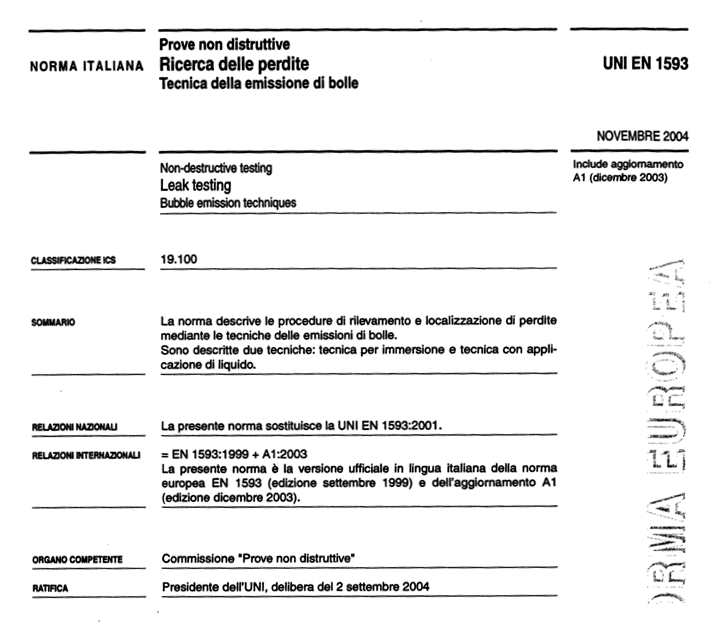 NORMA ITALIANA
Prove non distruttive
Ricerca delle perdite
Tecnica della emissione di bolle
UNI EN 1593
NOVEMBRE 2004
Non-destructive testing
Leak testing
Bubble emission techniques
Include aggiornamento
A1 (dicembre 2003)
CLASSIFICAZIONE ICS
19.100
SOMMARIO
La norma descrive le procedure di rilevamento e localizzazione di perdite
mediante le tecniche delle emissioni di bolle.
Sono descritte due tecniche: tecnica per immersione e tecnica con appli-
cazione di liquido.
RELAZIONI NAZIONALI
La presente norma sostituisce la UNI EN 1593:2001.
RELAZIONI INTERNAZIONALI
= EN 1593:1999 + A1:2003
La presente norma è la versione ufficiale in lingua italiana della norma
europea EN 1593 (edizione settembre 1999) e dell'aggiornamento A1
(edizione dicembre 2003).
ORGANO COMPETENTE
Commissione "Prove non distruttive"
RATIFICA
Presidente dell'UNI, delibera del 2 settembre 2004
ORMA EUROPEA